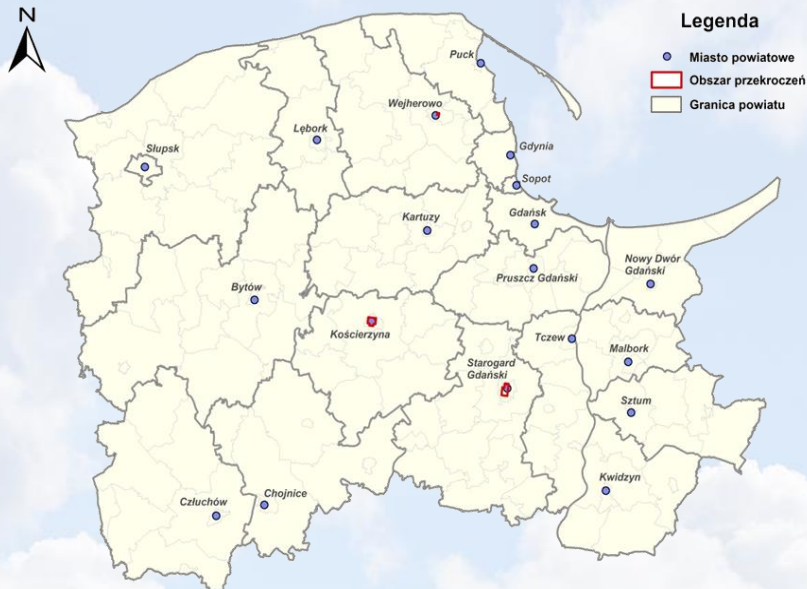 N
Legenda
Miasto powiatowe
Obszar przekroczeń
Granica powiatu
Puck
Wejherowo
Lębork
Słupsk
Gdynia
Sopot
Kartuzy
Gdańsk
Nowy Dwór
Gdański
Pruszcz Gdański
Bytów
Kościerzyna
Tczew
Malbork
Starogard
Gdański
Sztum
Kwidzyn
Chojnice
Człuchów